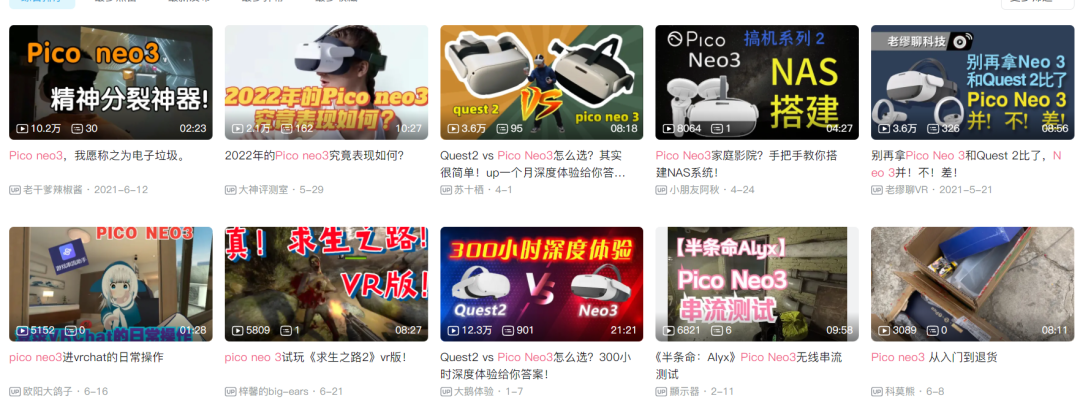 Pico neo3
精神分裂神器!
10.2万 30 02:23
Pico neo3，我愿称之为电子垃圾。
UP 老干爹辣椒酱 · 2021-6-12
2022年的Pico neo3
究竟表现如何?
2.1万 162 10:27
2022年的Pico neo3究竟表现如何?
UP 大神评测室 · 5-29
quest 2 VS pico neo 3
3.6万 95 08:18
Quest2 vs Pico Neo3怎么选？其实
很简单！up一个月深度体验给你答...
UP 苏十栖 · 4-1
Pico 搞机系列 2
Neo3
NAS
搭建
8064 1 04:27
Pico Neo3家庭影院？手把手教你搭
建NAS系统!
UP 小朋友阿秋 · 4-24
老缪聊科技
别再拿Neo 3
和Quest 2比了
Pico Neo 3
并! 不! 差!
3.6万 326 08:56
别再拿Pico Neo 3和Quest 2比了，N
eo 3并！不！差！
UP 老缪聊VR · 2021-5-21
PICO NEO3
进vrchat的日常操作
5152 0 01:28
pico neo3进vrchat的日常操作
UP 欧阳大鸽子 · 6-16
真! 求生之路!
VR版!
5809 1 08:27
pico neo 3试玩《求生之路2》vr版!
UP 梓馨的big-ears · 6-21
300小时深度体验
Quest2 VS Neo3
12.3万 901 21:21
Quest2 vs Pico Neo3怎么选？300小
时深度体验给你答案!
UP 大鹅体验 · 1-7
【半条命Alyx】
Pico Neo3
串流测试
6821 6 09:58
《半条命：Alyx》Pico Neo3无线串流
测试
UP 顯示器 · 2-11
3089 0 08:11
Pico neo3 从入门到退货
UP 科莫熊 · 6-8